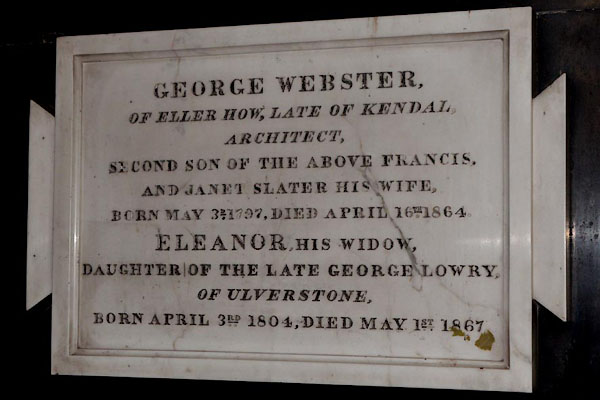 GEORGE WEBSTER,
OF ELLER HOW, LATE OF KENDAL
ARCHITECT,
SECOND SON OF THE ABOVE FRANCIS,
AND JANET SLATER HIS WIFE,
BORN MAY 3RD 1797, DIED APRIL 16TH 1864
ELEANOR, HIS WIDOW,
DAUGHTER OF THE LATE GEORGE LOWRY,
OF ULVERSTONE,
BORN APRIL 3RD 1804, DIED MAY 1ST 1867